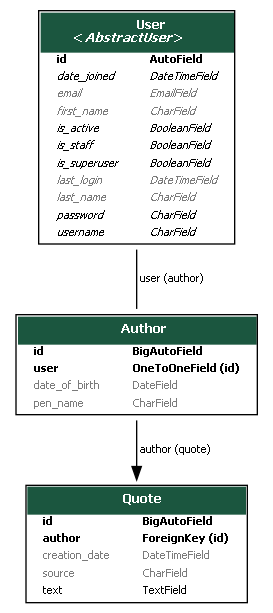 User
<AbstractUser>
id AutoField
date_joined DateTimeField
email EmailField
first_name CharField
is_active BooleanField
is_staff BooleanField
is_superuser BooleanField
last_login DateTimeField
last_name CharField
password CharField
username CharField
user (author)
Author
id BigAutoField
user OneToOneField (id)
date_of_birth DateField
pen_name CharField
author (quote)
Quote
id BigAutoField
author ForeignKey (id)
creation_date DateTimeField
source CharField
text TextField